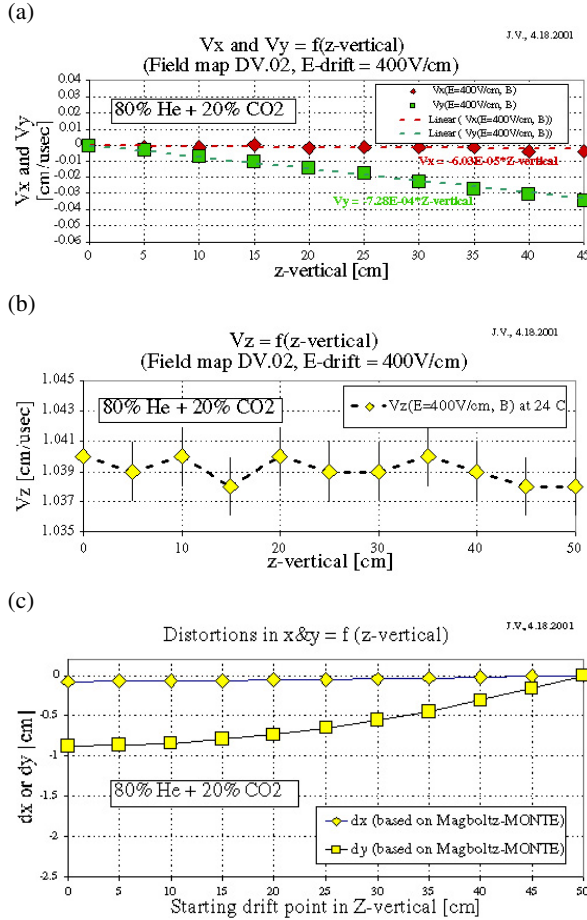 (a)
J.V., 4.18.2001
Vx and Vy = f(z-vertical)
(Field map DV.02, E-drift = 400V/cm)
80% He + 20% CO2
Vx(E=400V/cm, B)
Vy(E=400V/cm, B)
Linear ( Vx(E=400V/cm, B))
Linear ( Vy(E=400V/cm, B))
0.04
0.03
0.02
0.01
0.00
-0.01
-0.02
-0.03
-0.04
-0.05
-0.06
Vx and Vy
[cm/usec]
Vx = -6.03E-05*Z-vertical
Vy = -7.28E-04*Z-vertical
0 5 10 15 20 25 30 35 40 45
z-vertical [cm]
(b)
J.V., 4.18.2001
Vz = f(z-vertical)
(Field map DV.02, E-drift = 400V/cm)
80% He + 20% CO2
Vz(E=400V/cm, B) at 24 C
1.045
1.043
1.041
1.039
1.037
1.035
Vz [cm/usec]
0 10 20 30 40 50
z-vertical [cm]
(c)
J.V., 4.18.2001
Distortions in x&y = f (z-vertical)
0
-0.5
-1
-1.5
-2
-2.5
dx or dy [cm]
80% He + 20% CO2
dx (based on Magboltz-MONTE)
dy (based on Magboltz-MONTE)
0 5 10 15 20 25 30 35 40 45 50
Starting drift point in Z-vertical [cm]